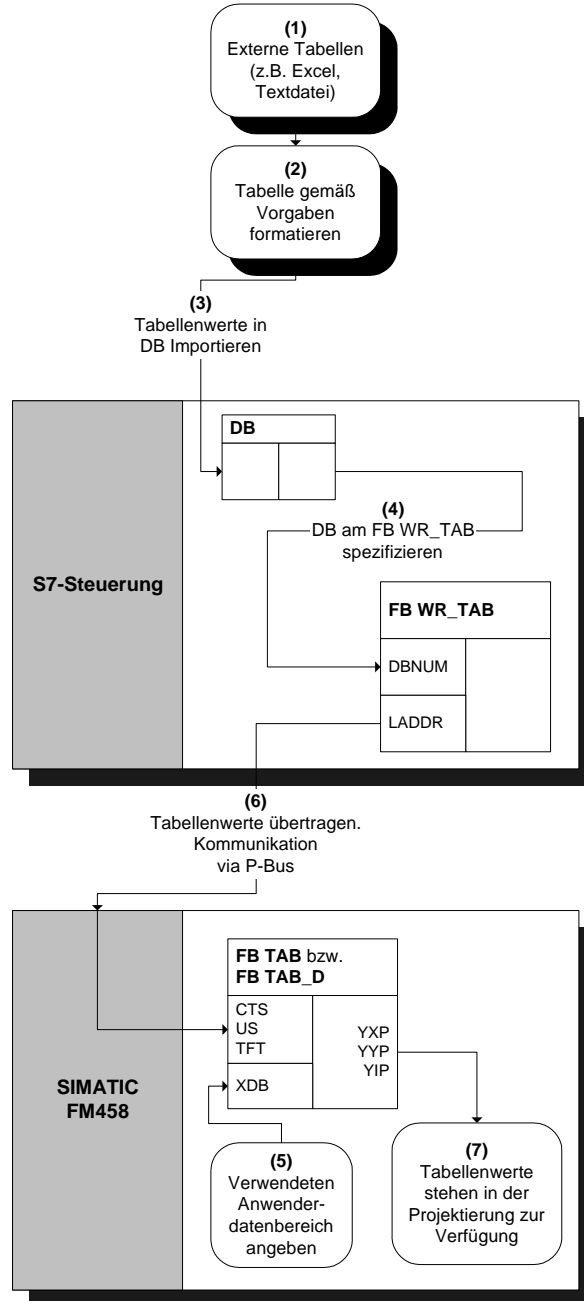 (1)
Externe Tabellen
(z.B. Excel,
Textdatei)
(2)
Tabelle gemäß
Vorgaben
formatieren
(3)
Tabellenwerte in
DB Importieren
DB
(4)
DB am FB WR_TAB
spezifizieren
S7-Steuerung
FB WR_TAB
DBNUM
LADDR
(6)
Tabellenwerte übertragen.
Kommunikation
via P-Bus
FB TAB bzw.
FB TAB_D
CTS
US
TFT
YXP
YYP
YIP
XDB
SIMATIC
FM458
(5)
Verwendeten
Anwender-
datenbereich
angeben
(7)
Tabellenwerte
stehen in der
Projektierung zur
Verfügung